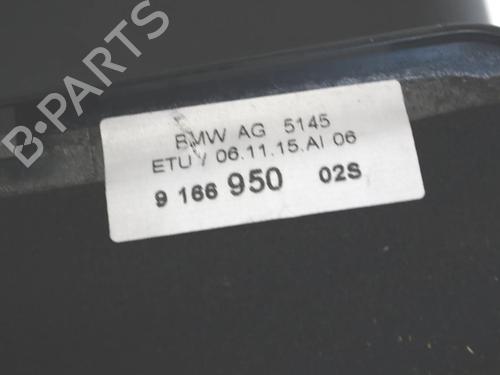 B-PARTS
BMW AG 5145
ETU / 06.11.15.AI 06
9 166 950 02S